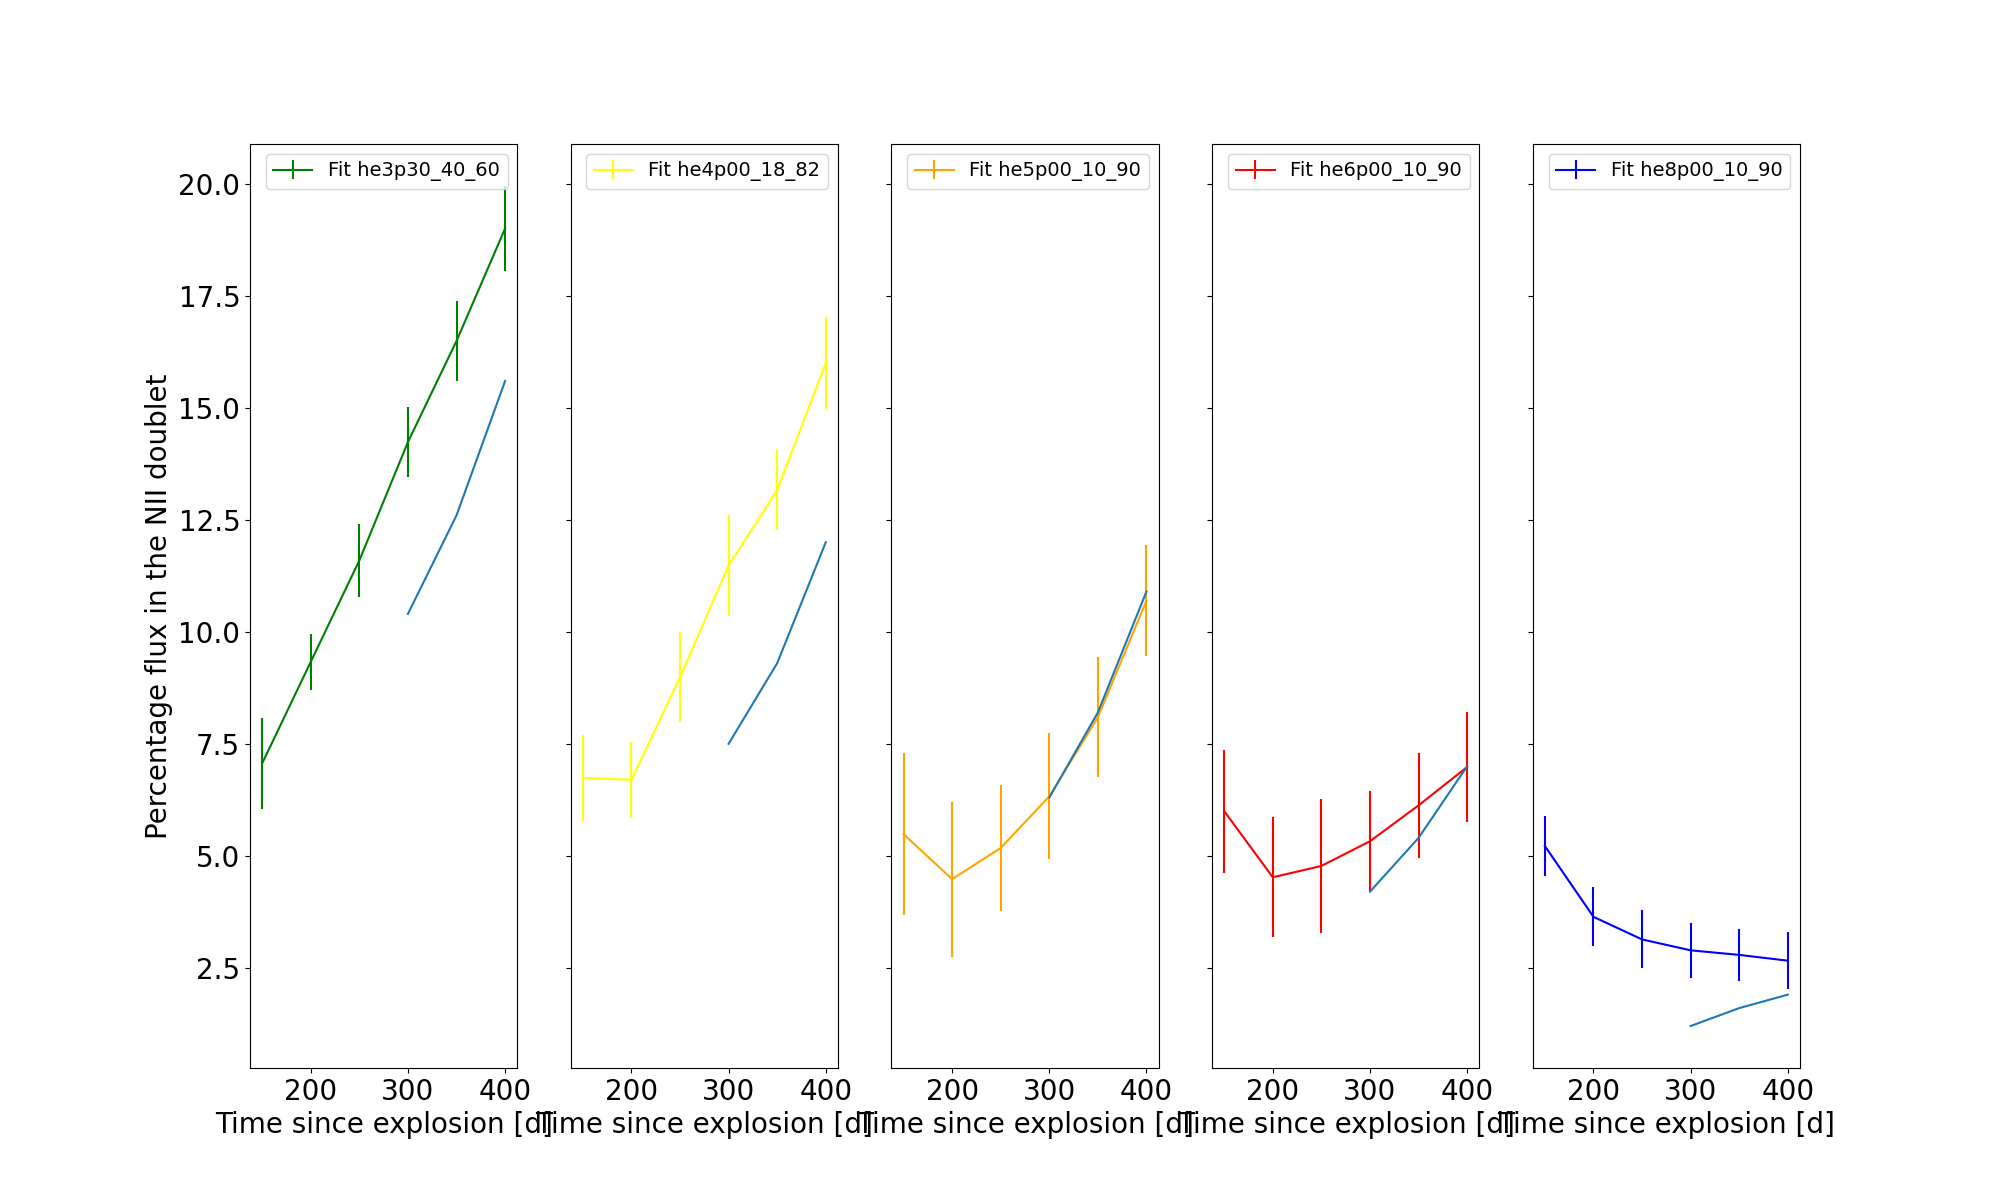 Fit he3p30_40_60
Fit he4p00_18_82
Fit he5p00_10_90
Fit he6p00_10_90
Fit he8p00_10_90
Percentage flux in the NII doublet
20.0
17.5
15.0
12.5
10.0
7.5
5.0
2.5
200 300 400
200 300 400
200 300 400
200 300 400
200 300 400
Time since explosion [d]
Time since explosion [d]
Time since explosion [d]
Time since explosion [d]
Time since explosion [d]